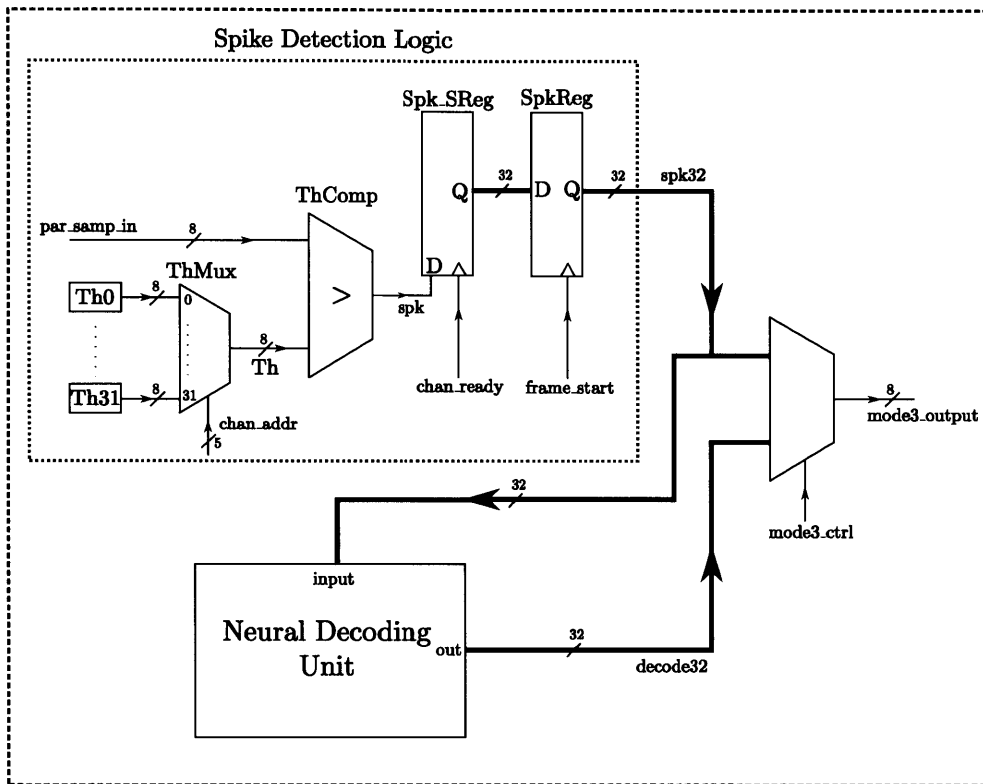 Spike Detection Logic
Spk_SReg
SpkReg
Q
32
D
Q
32
spk32
ThComp
par_samp_in
8
D
>
spk
ThMux
Th0
8
0
8
Th
Th31
8
31
chan_addr
5
chan_ready
frame_start
8
mode3_output
mode3_ctrl
32
input
Neural Decoding
Unit
out
32
decode32